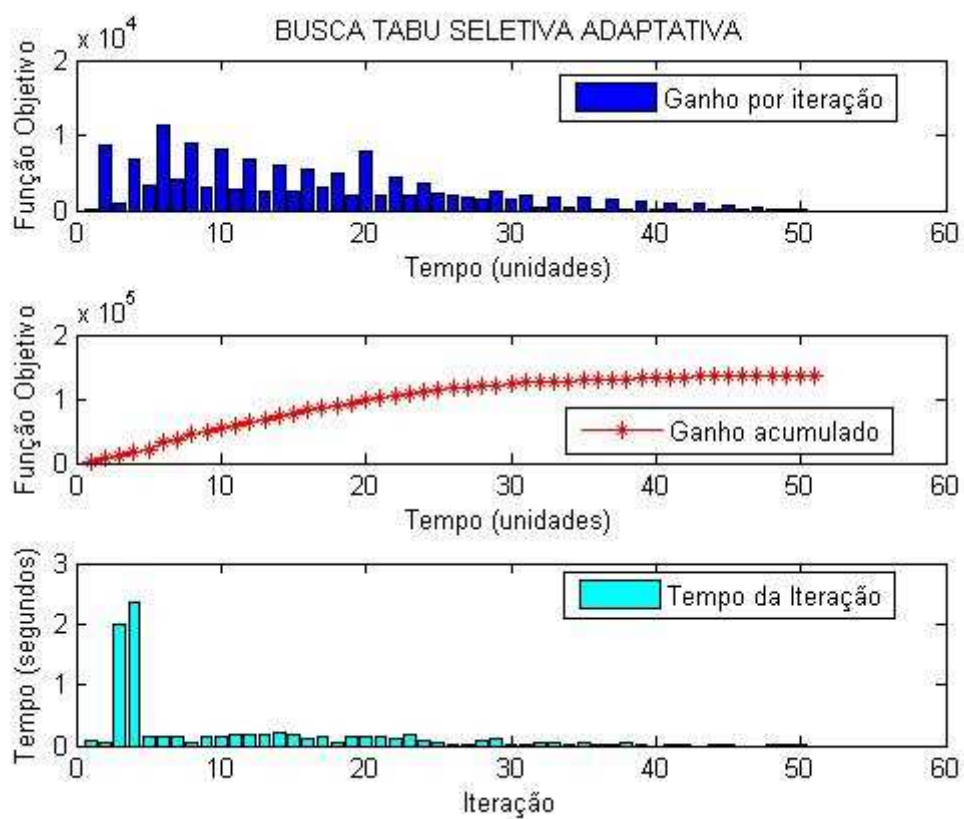 BUSCA TABU SELETIVA ADAPTATIVA
x 10^4
Função Objetivo
2
1
0
Ganho por iteração
0 10 20 30 40 50 60
Tempo (unidades)
x 10^5
Função Objetivo
2
1
0
Ganho acumulado
0 10 20 30 40 50 60
Tempo (unidades)
Tempo (segundos)
3
2
1
0
Tempo da Iteração
0 10 20 30 40 50 60
Iteração